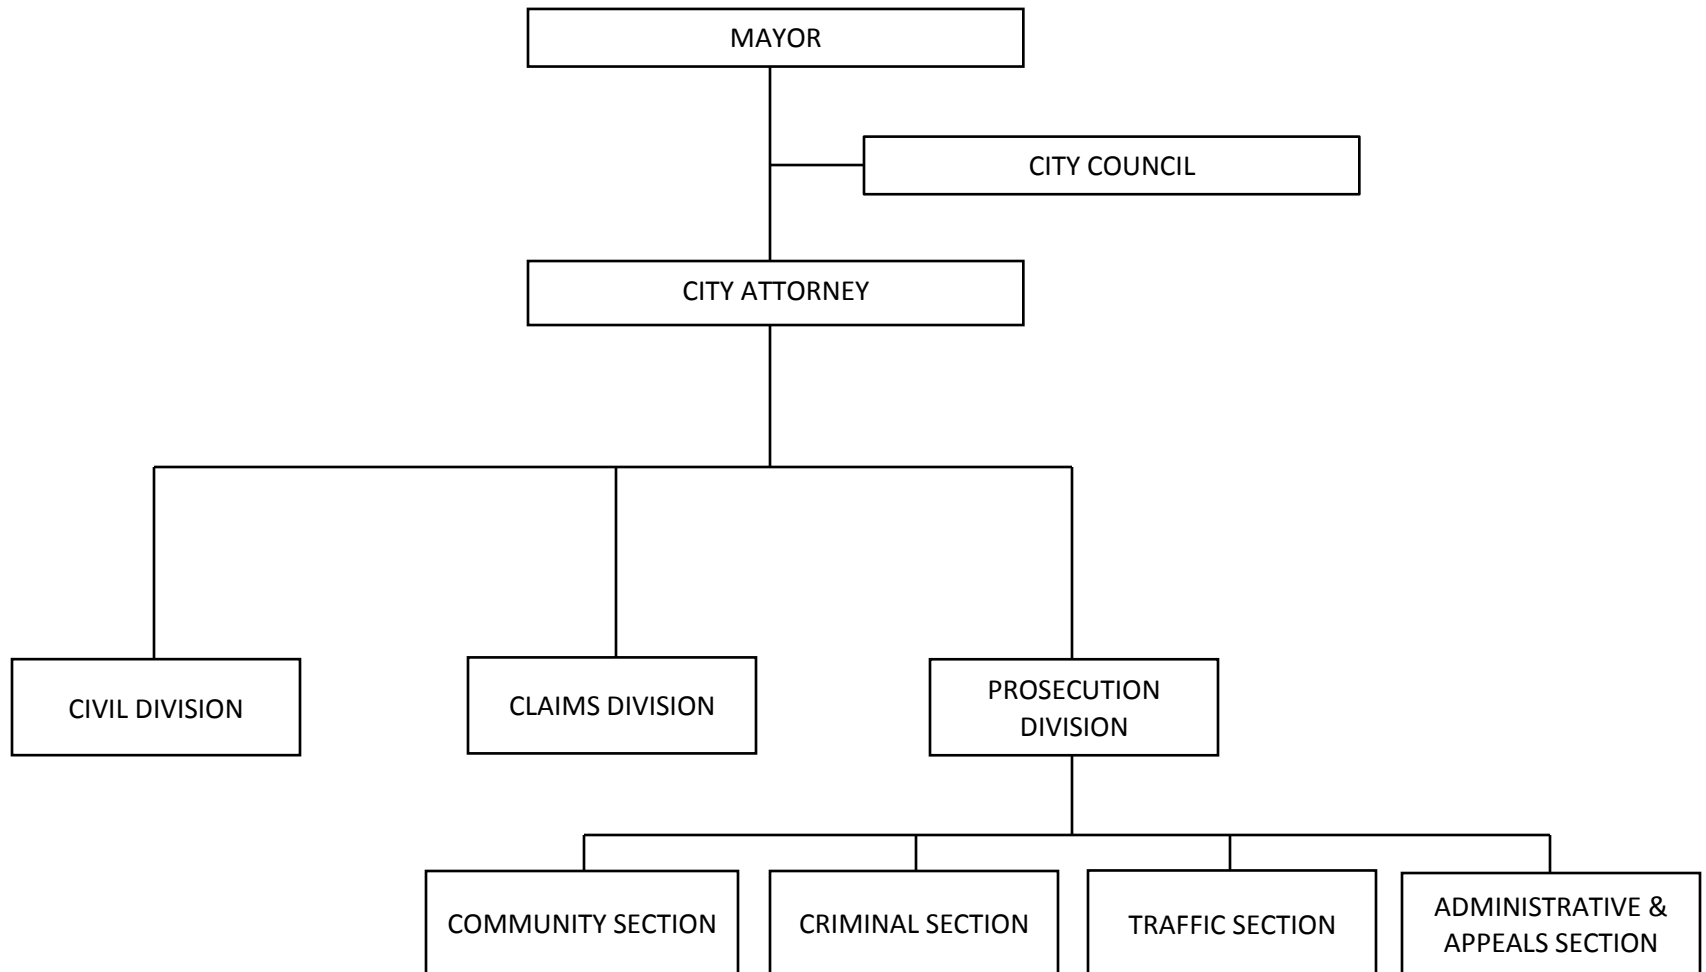 MAYOR
CITY COUNCIL
CITY ATTORNEY
CIVIL DIVISION
CLAIMS DIVISION
PROSECUTION
DIVISION
COMMUNITY SECTION
CRIMINAL SECTION
TRAFFIC SECTION
ADMINISTRATIVE &
APPEALS SECTION